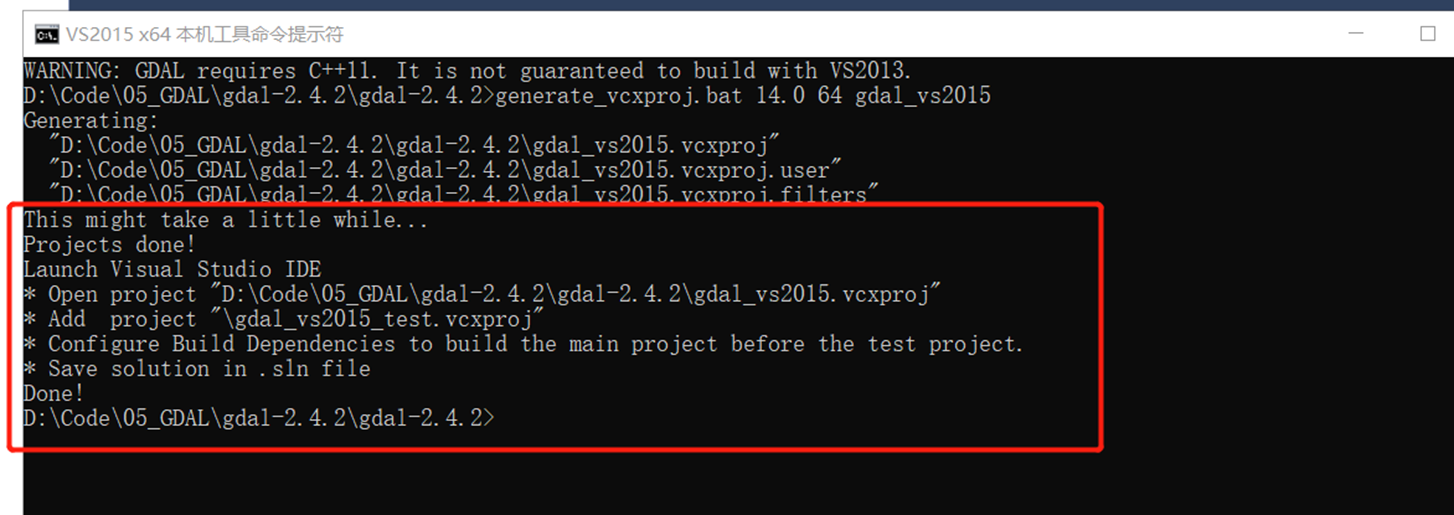 VS2015 x64 本机工具命令提示符
WARNING: GDAL requires C++11. It is not guaranteed to build with VS2013.
D:\Code\05_GDAL\gdal-2.4.2\gdal-2.4.2>generate_vcxproj.bat 14.0 64 gdal_vs2015
Generating:
"D:\Code\05_GDAL\gdal-2.4.2\gdal-2.4.2\gdal_vs2015.vcxproj"
"D:\Code\05_GDAL\gdal-2.4.2\gdal-2.4.2\gdal_vs2015.vcxproj.user"
"D:\Code\05_GDAL\gdal-2.4.2\gdal-2.4.2\gdal_vs2015.vcxproj.filters"
This might take a little while...
Projects done!
Launch Visual Studio IDE
* Open project "D:\Code\05_GDAL\gdal-2.4.2\gdal-2.4.2\gdal_vs2015.vcxproj"
* Add  project "\gdal_vs2015_test.vcxproj"
* Configure Build Dependencies to build the main project before the test project.
* Save solution in .sln file
Done!
D:\Code\05_GDAL\gdal-2.4.2\gdal-2.4.2>